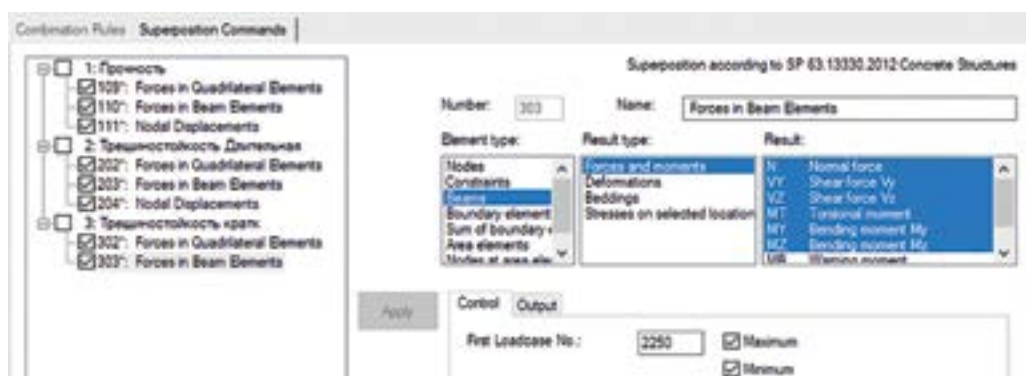 Combination Rules Superposition Commands
1: Прочность
109*: Forces in Quadrilateral Elements
110*: Forces in Beam Elements
111*: Nodal Displacements
2: Трещиностойкость Длительная
202*: Forces in Quadrilateral Elements
203*: Forces in Beam Elements
204*: Nodal Displacements
3: Трещиностойкость кратк.
302*: Forces in Quadrilateral Elements
303*: Forces in Beam Elements
Superposition according to SP 63.13330.2012 Concrete Structures
Number: 303 Name: Forces in Beam Elements
Element type:
Nodes
Constraints
Beams
Boundary element
Sum of boundary
Area elements
Nodes at area
Result type:
Forces and moments
Deformations
Beddings
Stresses on selected location
Result:
N Normal force
VY Shear force Vy
VZ Shear force Vz
MT Torsional moment
MY Bending moment My
MZ Bending moment Mz
MB Warping moment
Apply
Control Output
First Loadcase No.: 2250
Maximum
Minimum